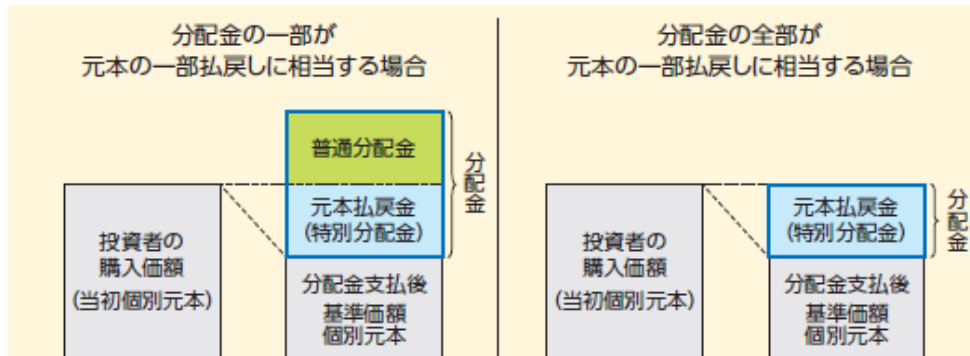 分配金の一部が
元本の一部払戻しに相当する場合
普通分配金
元本払戻金
(特別分配金)
分配金
投資者の
購入価額
(当初個別元本)
分配金支払後
基準価額
個別元本
分配金の全部が
元本の一部払戻しに相当する場合
元本払戻金
(特別分配金)
分配金
投資者の
購入価額
(当初個別元本)
分配金支払後
基準価額
個別元本